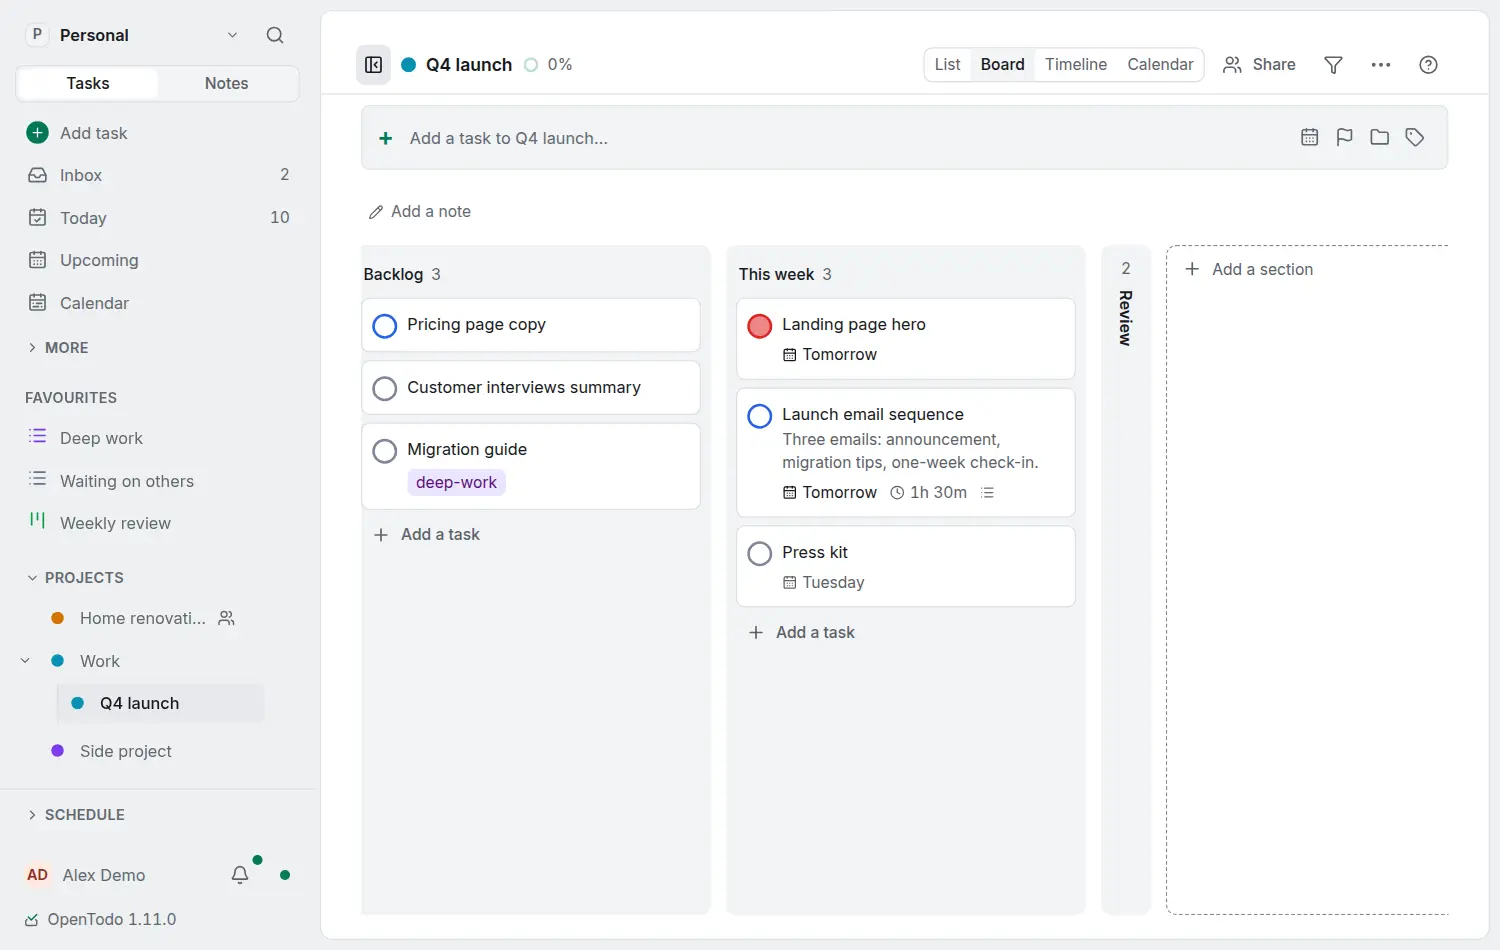 P Personal
Tasks Notes
Add task
Inbox 2
Today 10
Upcoming
Calendar
MORE
FAVOURITES
Deep work
Waiting on others
Weekly review
PROJECTS
Home renovati...
Work
Q4 launch
Side project
SCHEDULE
AD Alex Demo
OpenTodo 1.11.0
Q4 launch 0%
List Board Timeline Calendar Share
Add a task to Q4 launch...
Add a note
Backlog 3
Pricing page copy
Customer interviews summary
Migration guide
deep-work
Add a task
This week 3
Landing page hero
Tomorrow
Launch email sequence
Three emails: announcement,
migration tips, one-week check-in.
Tomorrow 1h 30m
Press kit
Tuesday
Add a task
2
Review
Add a section